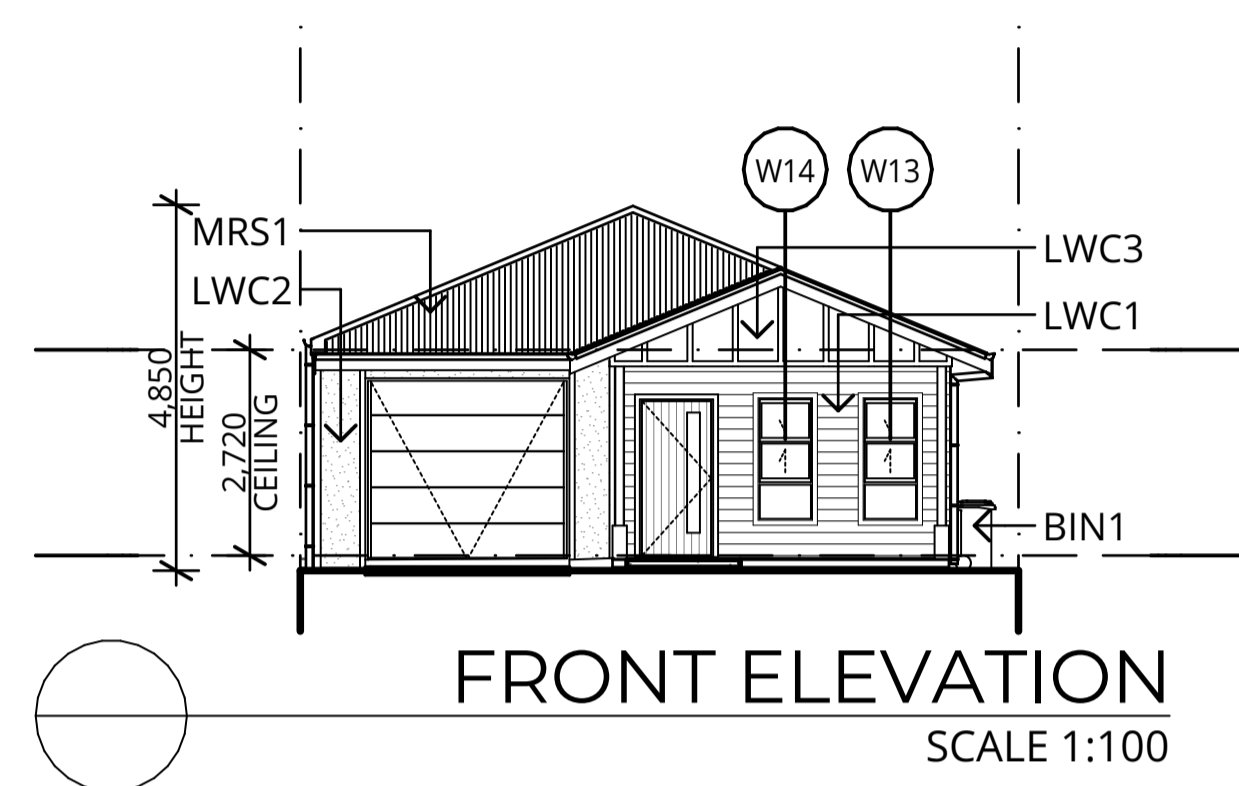 W14
W13
MRS1
LWC3
LWC2
LWC1
4,850
HEIGHT
2,720
CEILING
BIN1
FRONT ELEVATION
SCALE 1:100